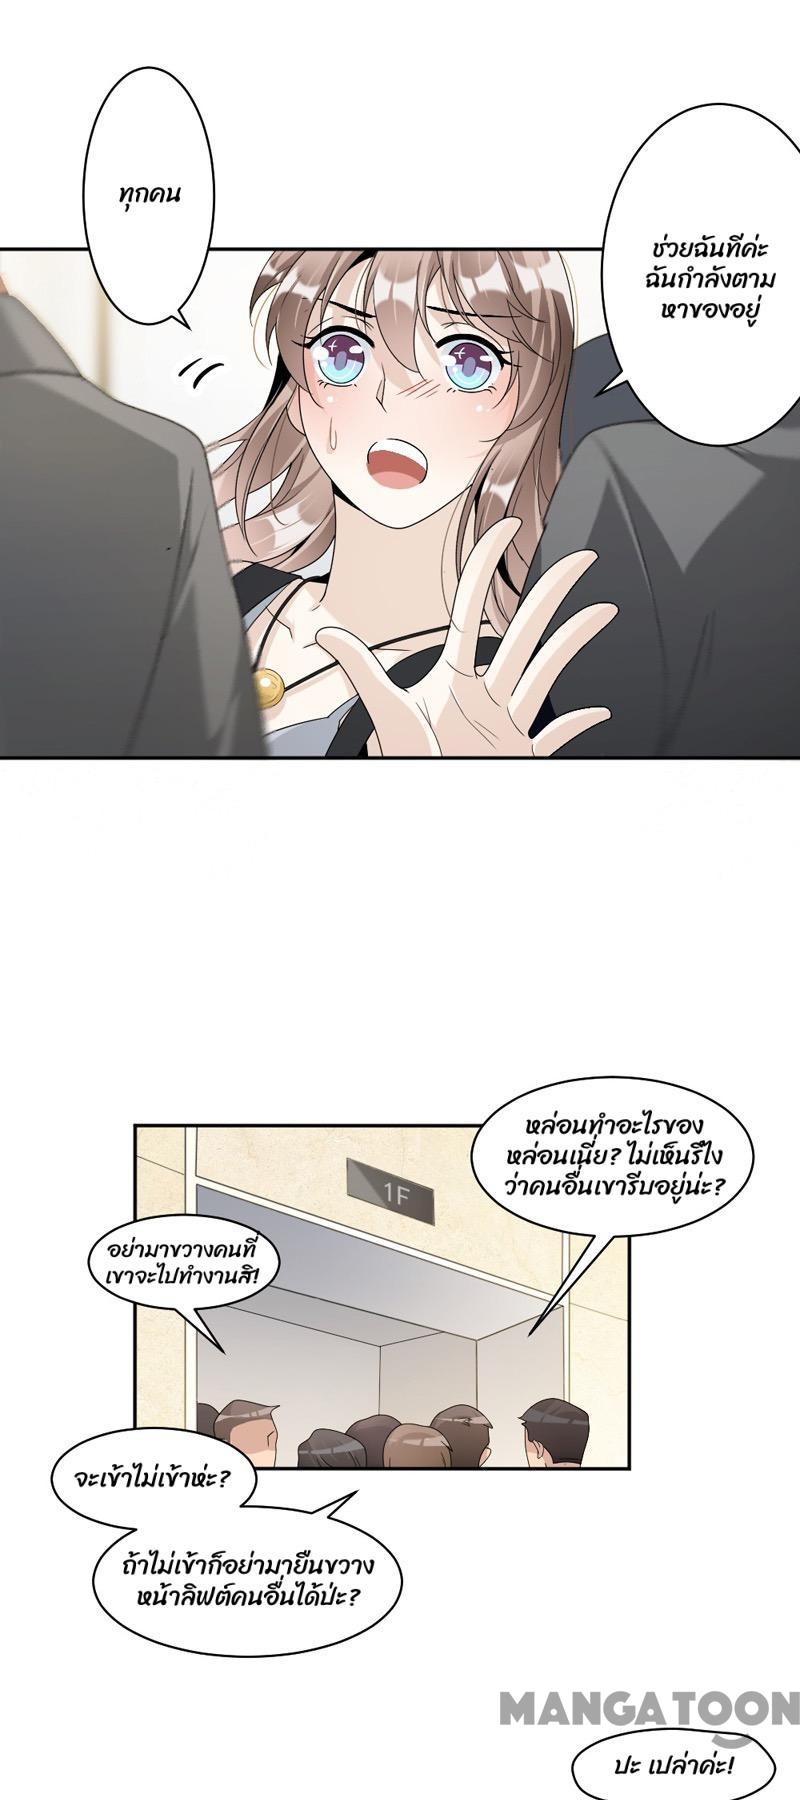 ทุกคน
ช่วยฉันทีค่ะ
ฉันกำลังตาม
หาของอยู่
หล่อนทำอะไรของ
หล่อนเนี่ย? ไม่เห็นรึไง
ว่าคนอื่นเขารีบอยู่น่ะ?
1F
อย่ามาขวางคนที่
เขาจะไปทำงานสิ!
จะเข้าไม่เข้าห่ะ?
ถ้าไม่เข้าก็อย่ามายืนขวาง
หน้าลิฟต์คนอื่นได้ป่ะ?
MANGATOON
ปะ เปล่าค่ะ!